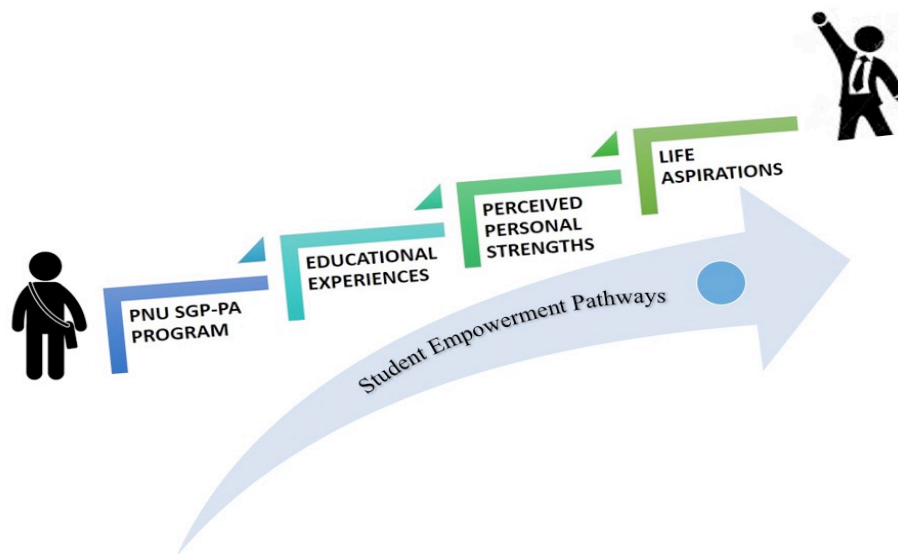 PNU SGP-PA
PROGRAM
EDUCATIONAL
EXPERIENCES
PERCEIVED
PERSONAL
STRENGTHS
LIFE
ASPIRATIONS
Student Empowerment Pathways